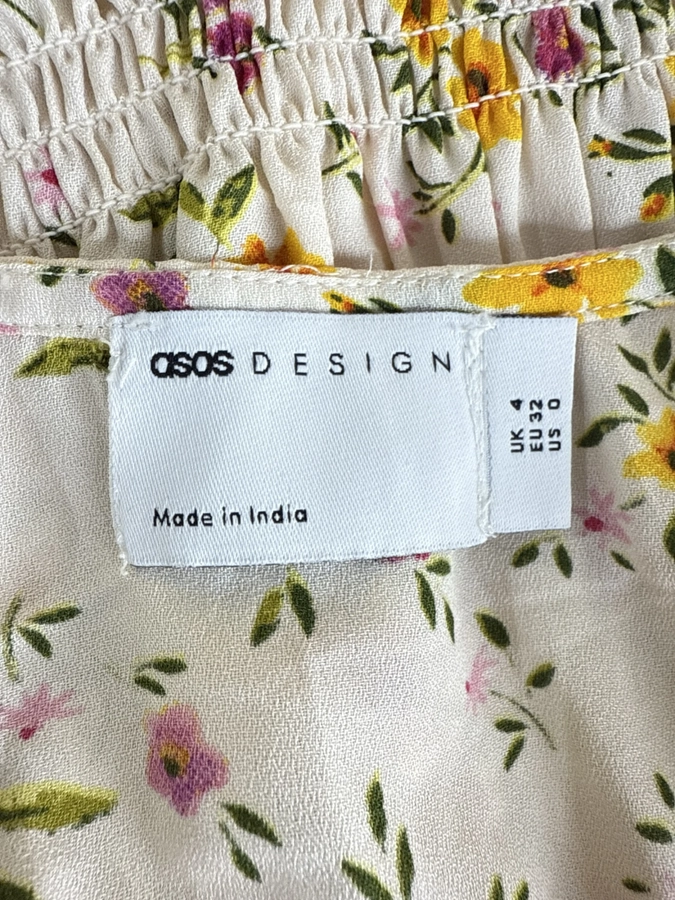 asos DESIGN
Made in India
UK 4
EU 32
US 0